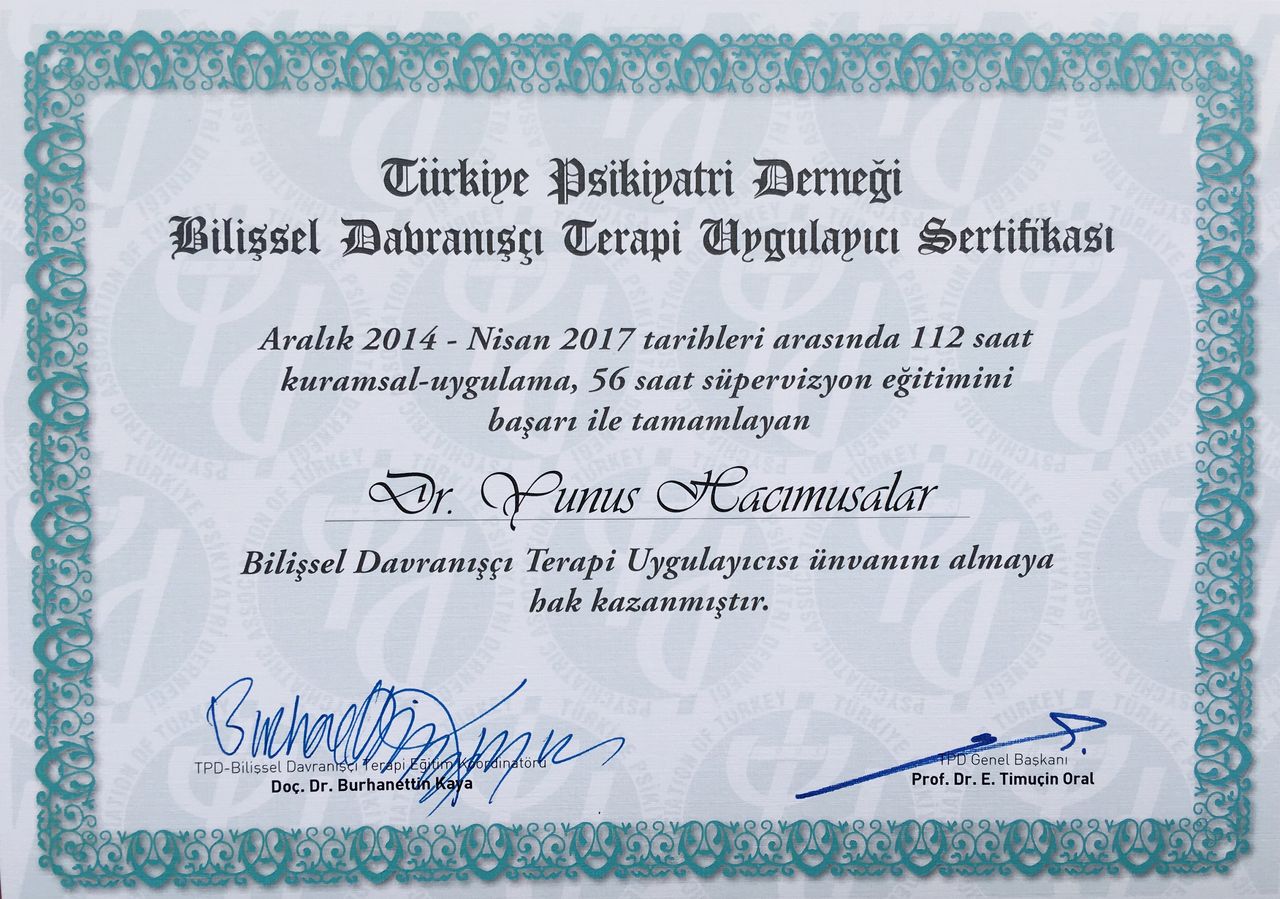 Türkiye Psikiyatri Derneği
Bilişsel Davranışçı Terapi Uygulayıcı Sertifikası
Aralık 2014 - Nisan 2017 tarihleri arasında 112 saat
kuramsal-uygulama, 56 saat süpervizyon eğitimini
başarı ile tamamlayan
Dr. Yunus Hacımusalar
Bilişsel Davranışçı Terapi Uygulayıcısı ünvanını almaya
hak kazanmıştır.
TPD-Bilişsel Davranışçı Terapi Eğitim Koordinatörü
Doç. Dr. Burhanettin Kaya
TPD Genel Başkanı
Prof. Dr. E. Timuçin Oral